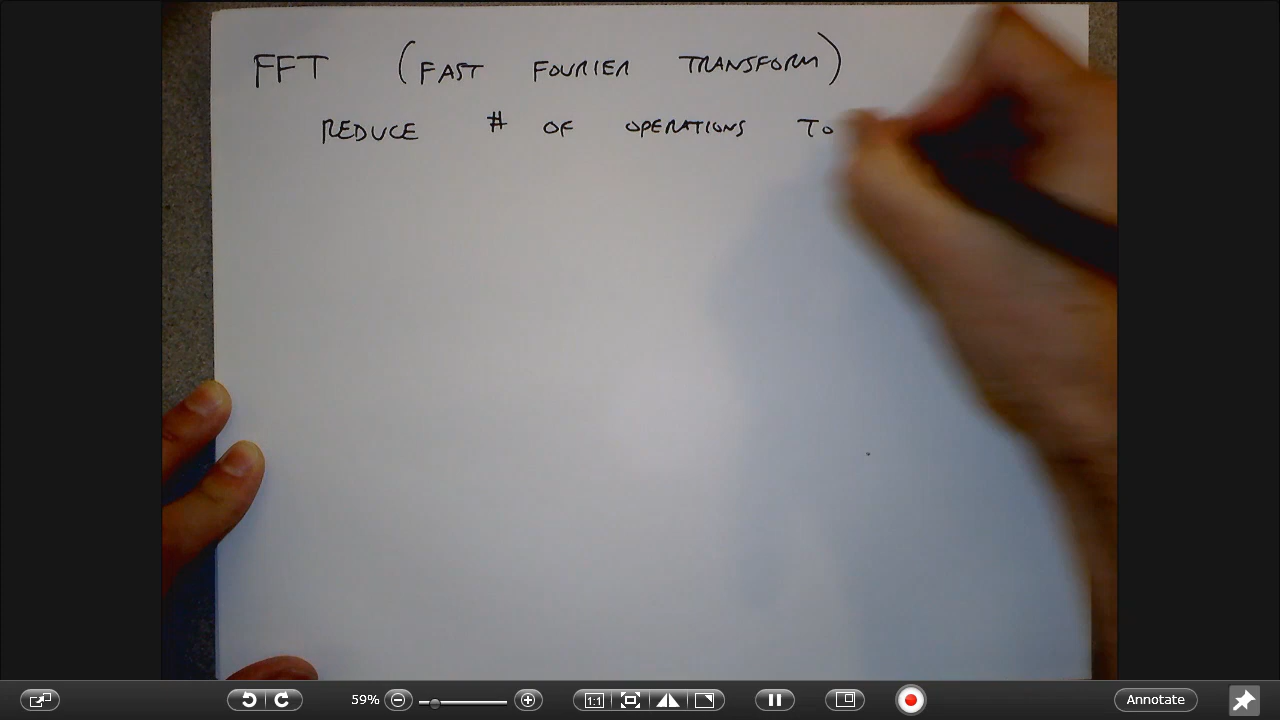 FFT (FAST FOURIER TRANSFORM)
REDUCE # OF OPERATIONS TO
59%
1:1
Annotate